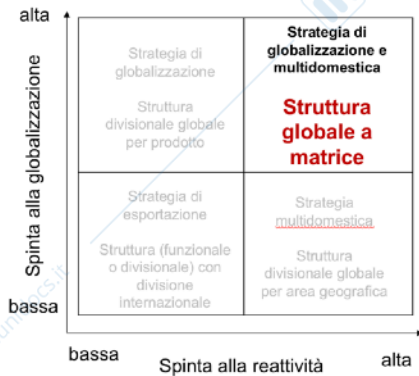 alta
Spinta alla globalizzazione
bassa
Strategia di
globalizzazione
Struttura
divisionale globale
per prodotto
Strategia di
globalizzazione e
multidomestica
Struttura
globale a
matrice
Strategia di
esportazione
Struttura (funzionale
o divisionale) con
divisione
internazionale
Strategia
multidomestica
Struttura
divisionale globale
per area geografica
bassa
Spinta alla reattività
alta